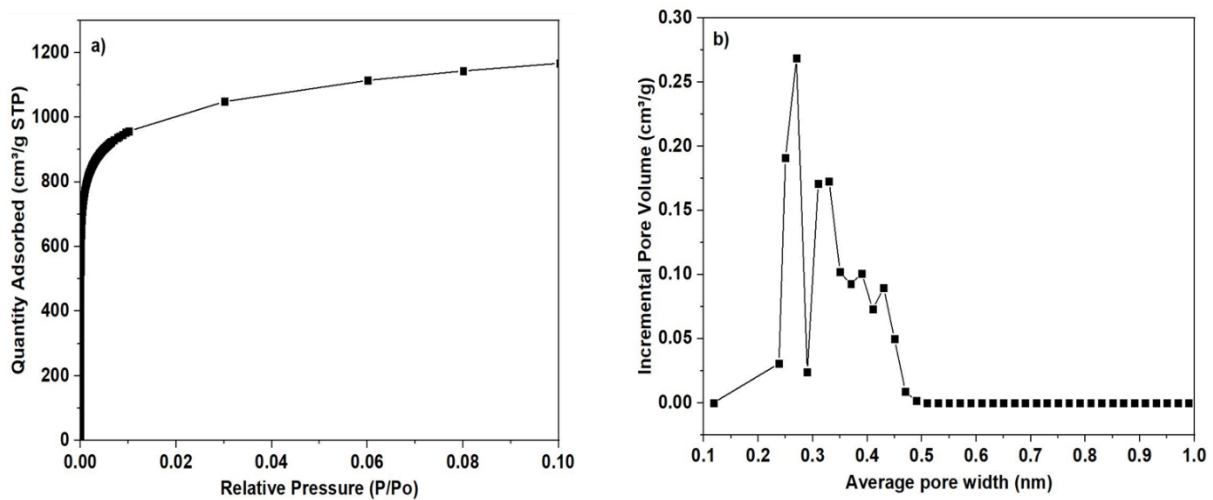 a)
Quantity Adsorbed (cm³/g STP)
1200
1000
800
600
400
200
0
0.00 0.02 0.04 0.06 0.08 0.10
Relative Pressure (P/Po)
b)
Incremental Pore Volume (cm³/g)
0.30
0.25
0.20
0.15
0.10
0.05
0.00
0.1 0.2 0.3 0.4 0.5 0.6 0.7 0.8 0.9 1.0
Average pore width (nm)